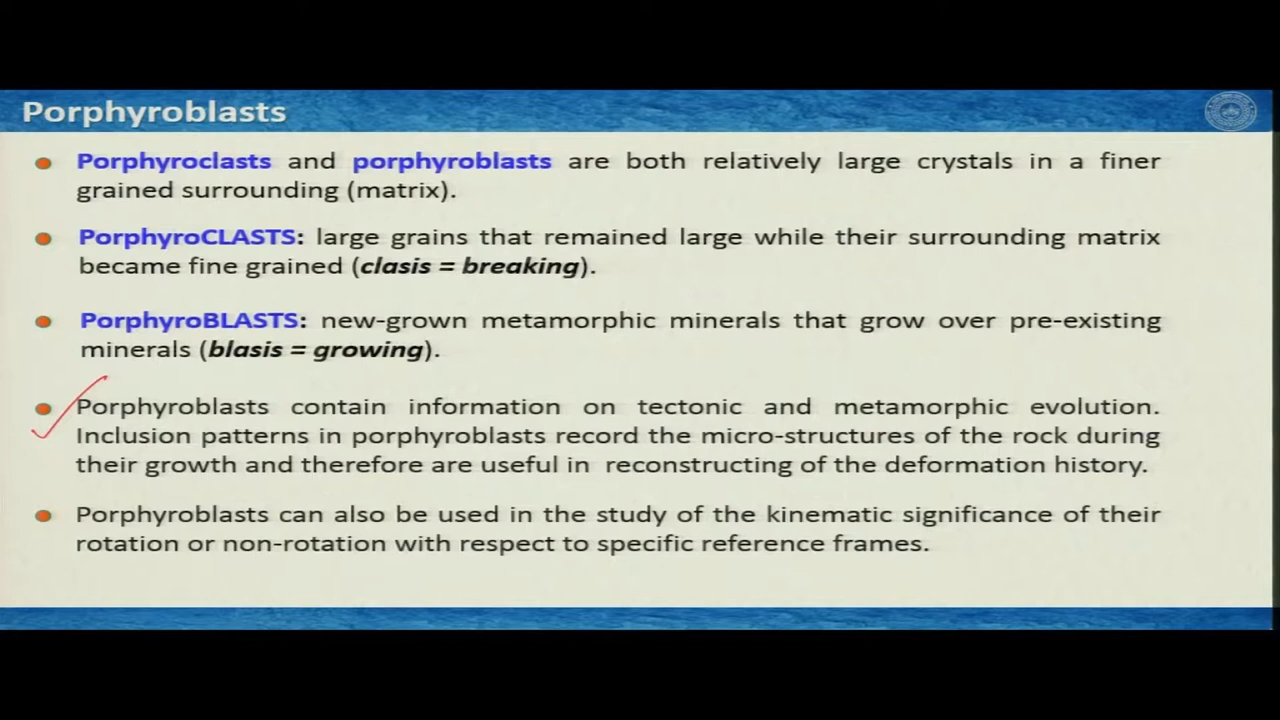 Porphyroblasts
Porphyroclasts and porphyroblasts are both relatively large crystals in a finer
grained surrounding (matrix).
PorphyroCLASTS: large grains that remained large while their surrounding matrix
became fine grained (clasis = breaking).
PorphyroBLASTS: new-grown metamorphic minerals that grow over pre-existing
minerals (blasis = growing).
Porphyroblasts contain information on tectonic and metamorphic evolution.
Inclusion patterns in porphyroblasts record the micro-structures of the rock during
their growth and therefore are useful in reconstructing of the deformation history.
Porphyroblasts can also be used in the study of the kinematic significance of their
rotation or non-rotation with respect to specific reference frames.